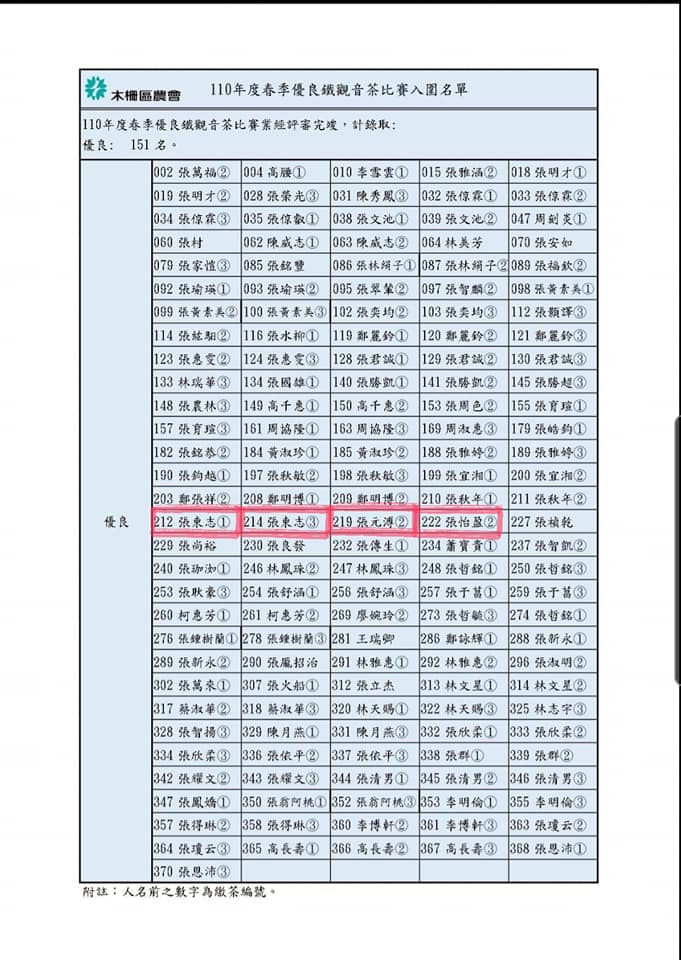 木柵區農會 110年度春季優良鐵觀音茶比賽入圍名單
110年度春季優良鐵觀音茶比賽業經評審完竣，計錄取:
優良: 151 名。
002 張萬福② 004 高腰① 010 李雪雲① 015 張雅涵② 018 張明才①
019 張明才② 028 張榮光③ 031 陳秀鳳③ 032 張倞霖① 033 張倞霖②
034 張倞霖③ 035 張倞叡① 038 張文池① 039 張文池② 047 周剡炎①
060 張村 062 陳威志① 063 陳威志② 064 林美芳 070 張安如
079 張家愷③ 085 張銘豐 086 張林絹子① 087 張林絹子② 089 張福欽②
092 張瑜瑛① 093 張瑜瑛② 095 張翠輦② 097 張智麟② 098 張黃素美①
099 張黃素美② 100 張黃素美③ 102 張奕均② 103 張奕均③ 112 張顥譯③
114 張紘馹② 116 張水柳① 119 鄭麗鈴① 120 鄭麗鈴② 121 鄭麗鈴③
123 張惠雯② 124 張惠雯③ 128 張君誠① 129 張君誠② 130 張君誠③
133 林瑞華③ 134 張國雄① 140 張勝凱① 141 張勝凱② 145 張勝超③
148 張農林③ 149 高千惠① 150 高千惠② 153 張周色② 155 張育瑄①
157 張育瑄③ 161 周協隆① 163 周協隆③ 169 周淑惠③ 179 張皓鈞①
182 張銘恭② 184 黃淑珍① 185 黃淑珍② 188 張雅婷② 189 張雅婷③
190 張鈞越① 197 張秋敏② 198 張秋敏③ 199 張宜湘① 200 張宜湘②
203 鄭張祥② 208 鄭明博① 209 鄭明博② 210 張秋年① 211 張秋年②
優良 212 張東志① 214 張東志③ 219 張元溥② 222 張怡盈② 227 張楨乾
229 張尚裕 230 張良發 232 張傳生① 234 蕭寶貴① 237 張智凱②
240 張珈汝① 246 林鳳珠② 247 林鳳珠③ 248 張哲銘① 250 張哲銘③
253 張耿豪③ 254 張舒涵① 256 張舒涵③ 257 張于菖① 259 張于菖③
260 柯惠芳① 261 柯惠芳② 269 廖婉玲② 273 張哲毓③ 274 張哲銘①
276 張鍾樹蘭① 278 張鍾樹蘭③ 281 王瑞卿 286 鄭詠輝① 288 張新永①
289 張新永② 290 張龎招治 291 林雅惠① 292 林雅惠② 296 張淑明②
302 張萬來① 307 張火船① 312 張立杰 313 林文星① 314 林文星②
317 蔡淑華② 318 蔡淑華③ 320 林天賜① 322 林天賜③ 325 林志宇③
328 張智揚③ 329 陳月燕① 331 陳月燕③ 332 張欣柔① 333 張欣柔②
334 張欣柔③ 336 張依平② 337 張依平③ 338 張群① 339 張群②
342 張耀文② 343 張耀文③ 344 張清男① 345 張清男② 346 張清男③
347 張鳳嬌① 350 張翁阿桃① 352 張翁阿桃③ 353 李明倫① 355 李明倫③
357 張得琳② 358 張得琳③ 360 李博軒② 361 李博軒③ 363 張瓊云②
364 張瓊云③ 365 高長壽① 366 高長壽② 367 高長壽③ 368 張恩沛①
370 張恩沛③
附註：人名前之數字為繳茶編號。